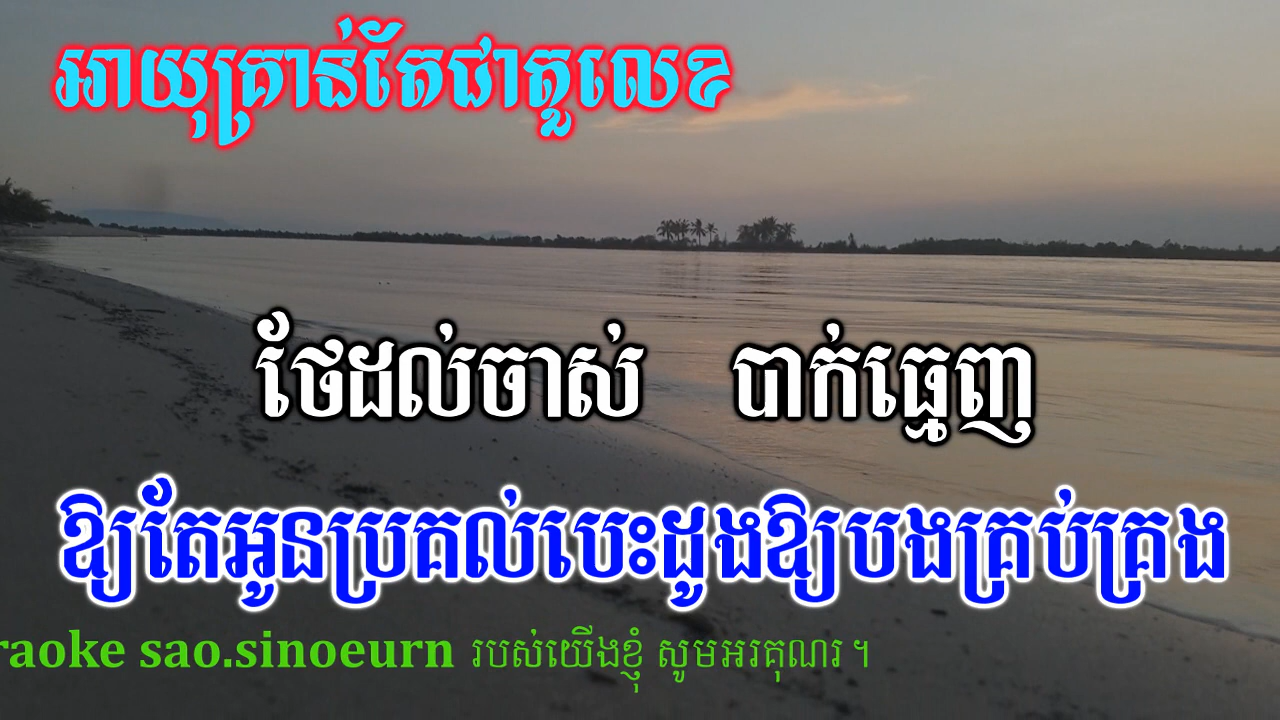 អាយុគ្រាន់តែជាតួលេខ
ថែដល់ចាស់ បាក់ធ្មេញ
ឱ្យតែអូនប្រគល់បេះដូងឱ្យបងគ្រប់គ្រង
raoke sao.sinoeurn របស់យើងខ្ញុំ សូមអរគុណរ ។